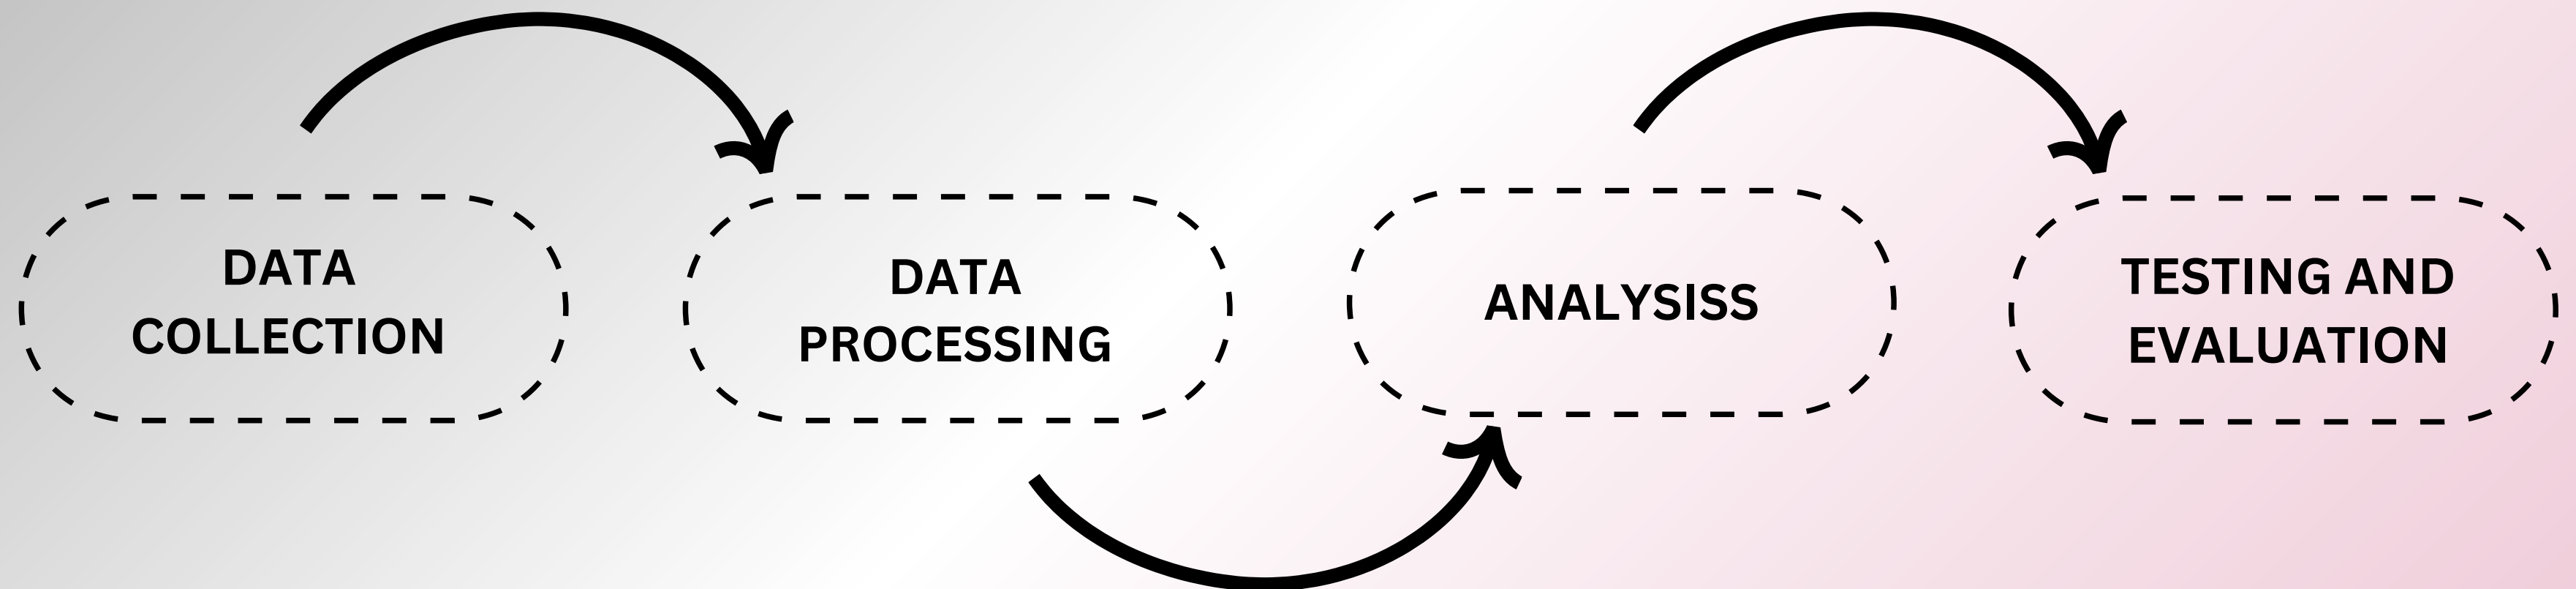 DATA
COLLECTION
DATA
PROCESSING
ANALYSISS
TESTING AND
EVALUATION